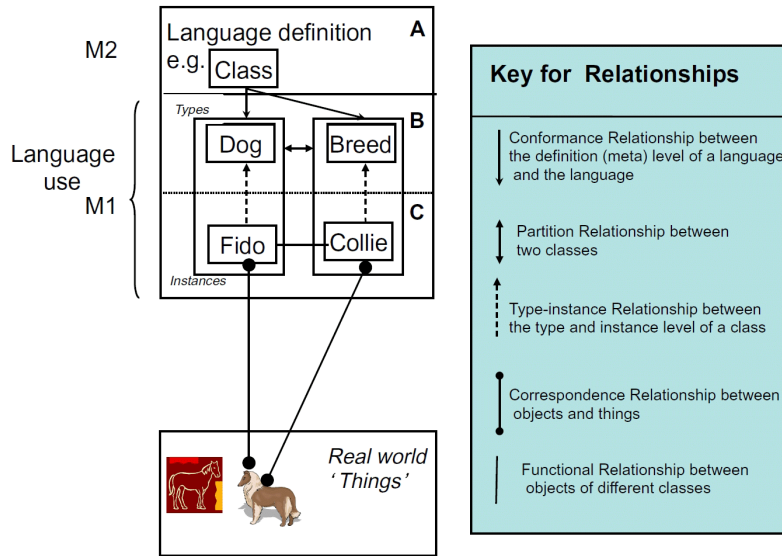 M2
Language definition A
e.g. Class
Types
B
Dog Breed
Language
use
M1
C
Fido Collie
Instances
Real world
‘Things’
Key for Relationships
Conformance Relationship between
the definition (meta) level of a language
and the language
Partition Relationship between
two classes
Type-instance Relationship between
the type and instance level of a class
Correspondence Relationship between
objects and things
Functional Relationship between
objects of different classes